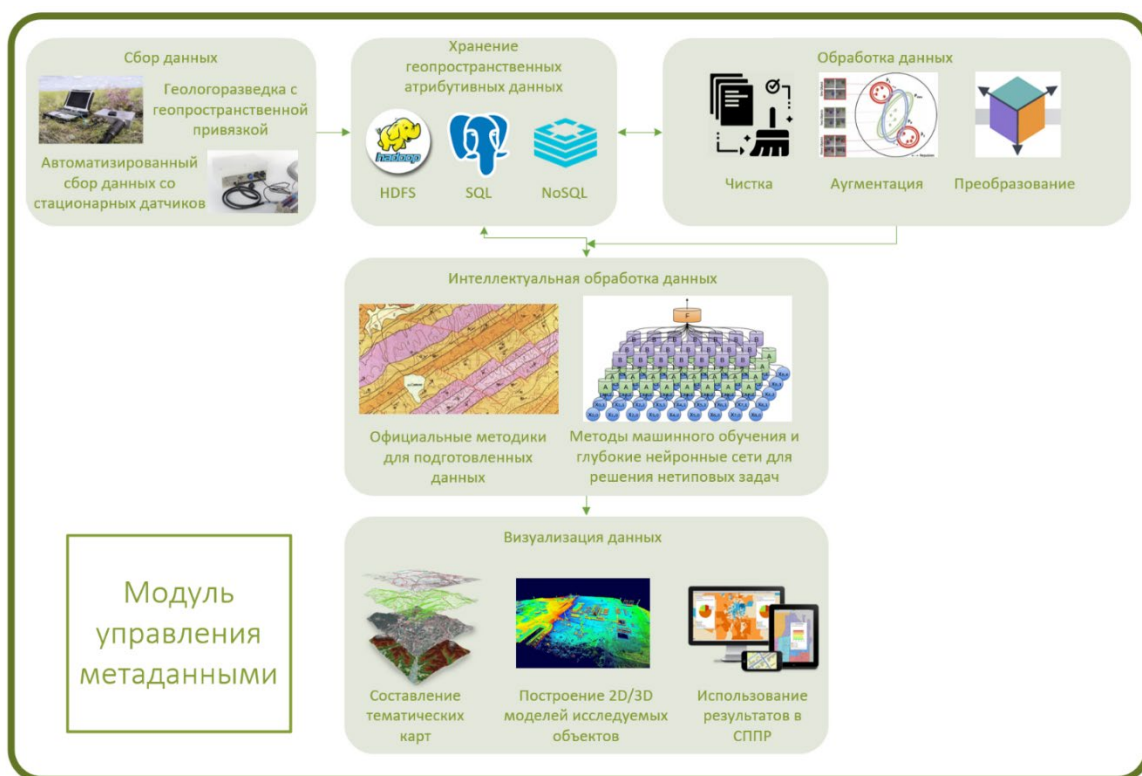 Сбор данных
Геологоразведка с
геопространственной
привязкой
Автоматизированный
сбор данных со
стационарных датчиков
Хранение
геопространственных
атрибутивных данных
hadoop
HDFS
SQL
NoSQL
Обработка данных
Чистка
Аугментация
Преобразование
Интеллектуальная обработка данных
F
B B B B B B B
A A A A A A A
Официальные методики
для подготовленных
данных
Методы машинного обучения и
глубокие нейронные сети для
решения нетиповых задач
Модуль
управления
метаданными
Визуализация данных
Составление
тематических
карт
Построение 2D/3D
моделей исследуемых
объектов
Использование
результатов в
СППР